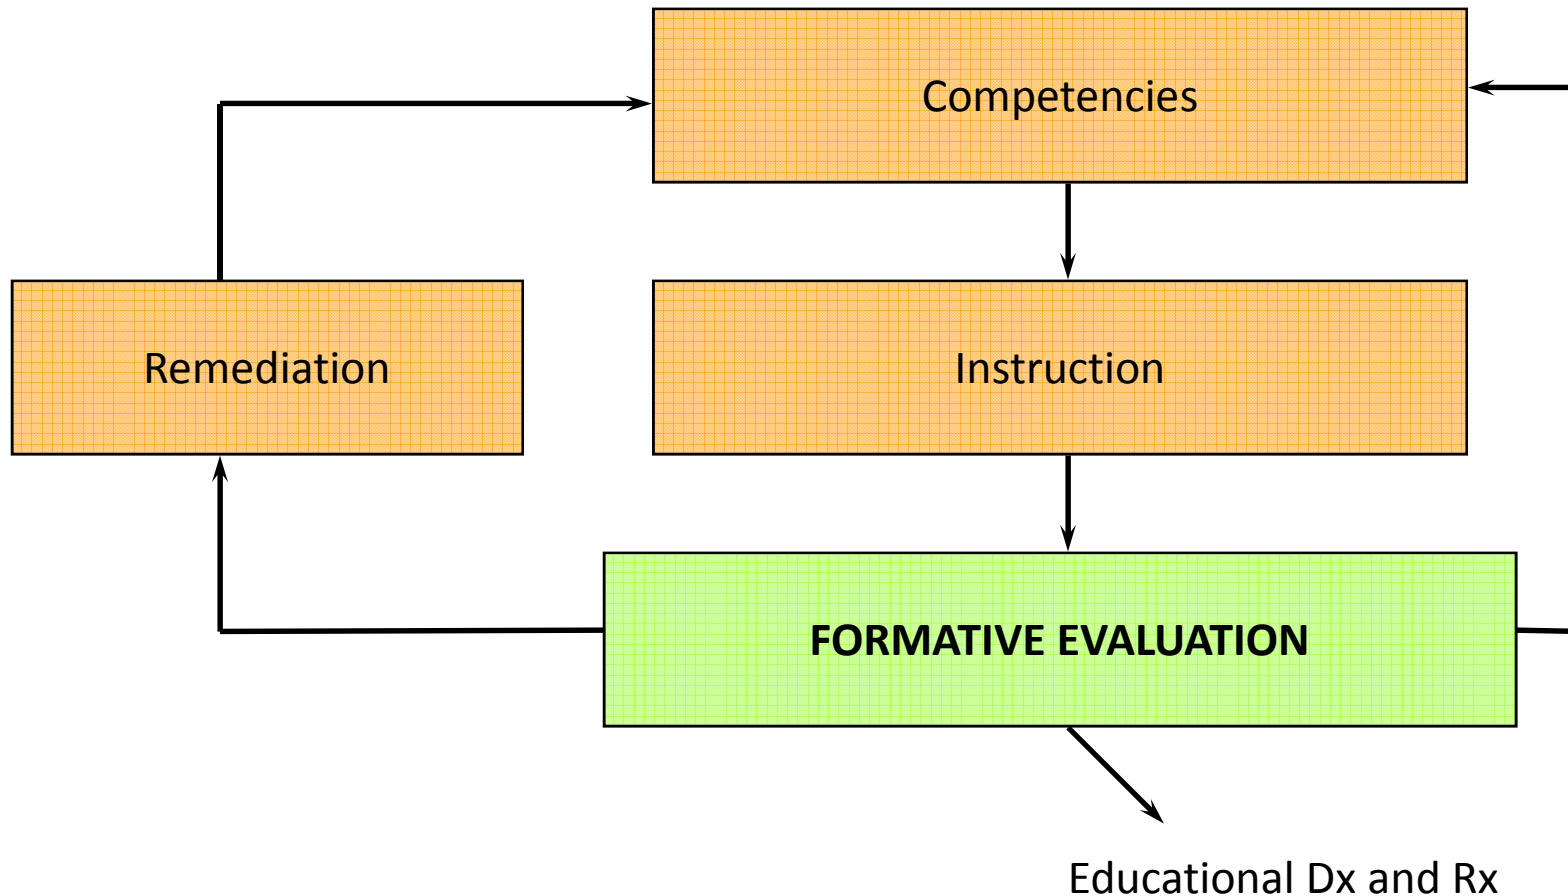 Competencies
Remediation
Instruction
FORMATIVE EVALUATION
Educational Dx and Rx